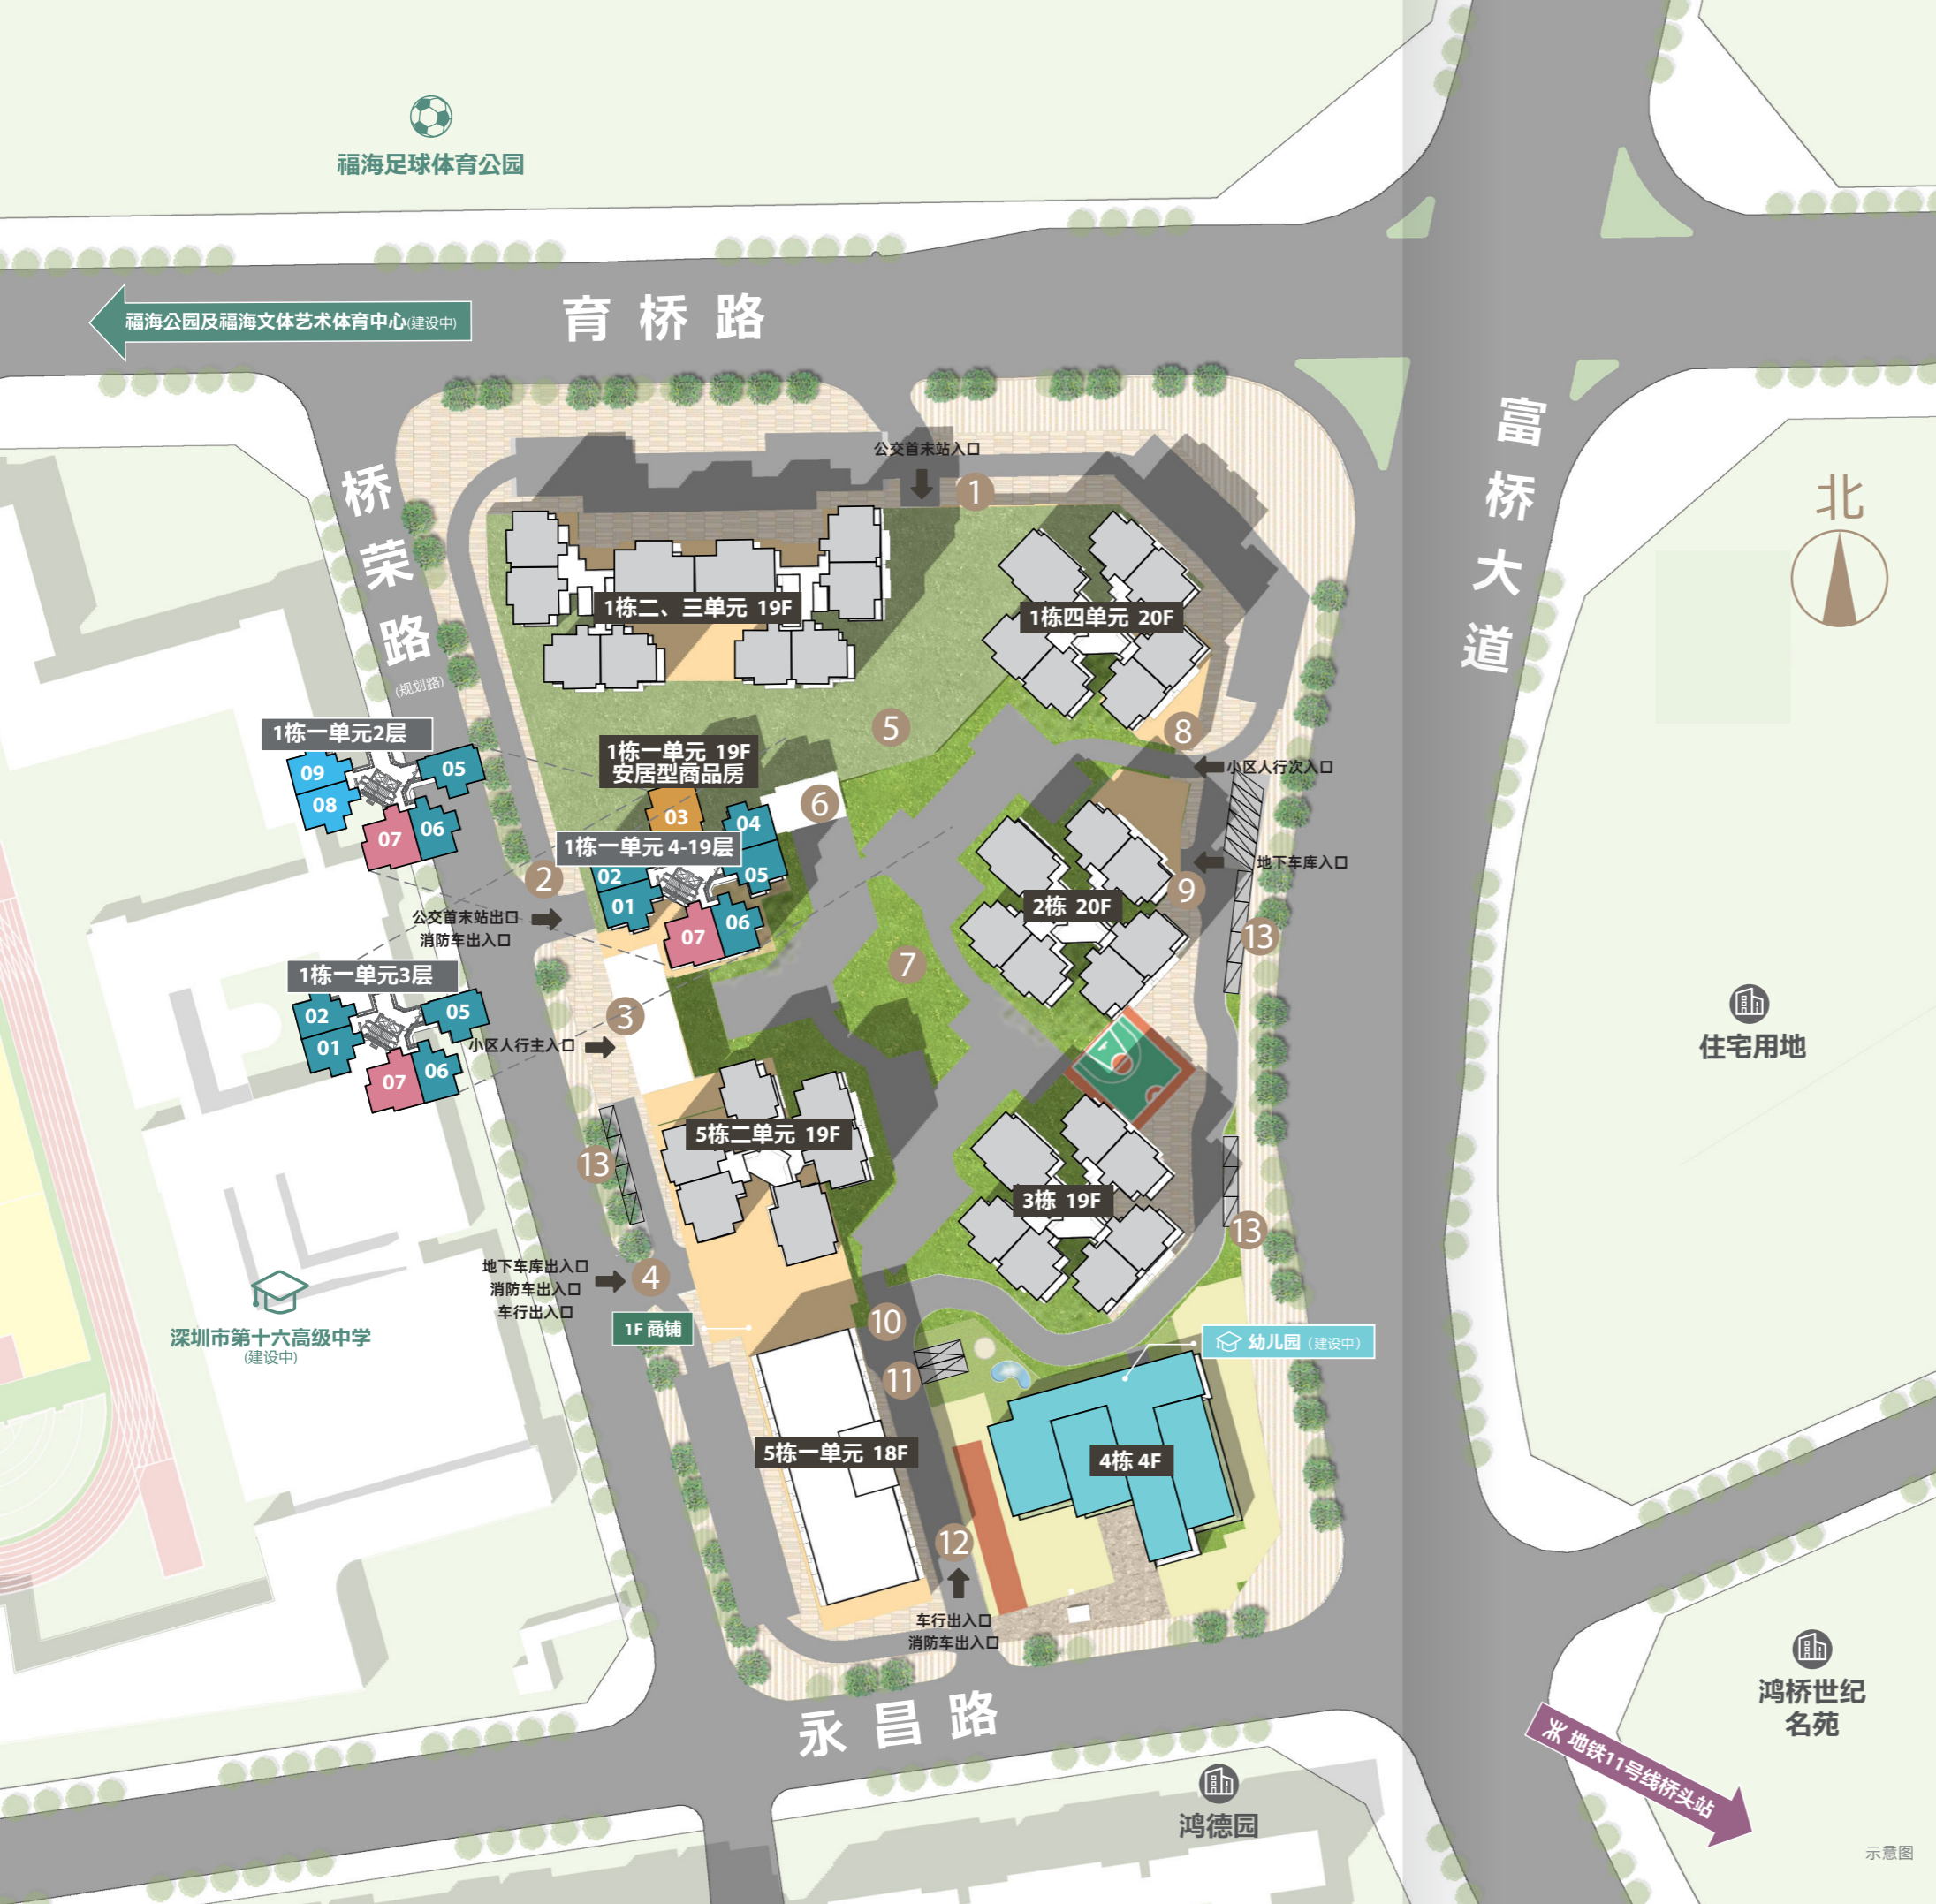 福海足球体育公园
福海公园及福海文体艺术体育中心(建设中)
育桥路
富桥大道
桥荣路
(规划路)
北
公交首末站入口
1
1栋二、三单元 19F
1栋四单元 20F
5
8
小区人行次入口
1栋一单元2层
09
08
05
06
07
1栋一单元 19F
安居型商品房
03
04
6
1栋一单元 4-19层
02
01
05
06
07
2
公交首末站出口
消防车出入口
地下车库入口
9
2栋 20F
13
7
1栋一单元3层
02
01
05
06
07
3
小区人行主入口
住宅用地
5栋二单元 19F
13
3栋 19F
13
地下车库出入口
消防车出入口
车行出入口
4
1F 商铺
10
11
幼儿园(建设中)
深圳市第十六高级中学
(建设中)
5栋一单元 18F
4栋 4F
12
车行出入口
消防车出入口
永昌路
鸿桥世纪
名苑
地铁11号线桥头站
鸿德园
示意图